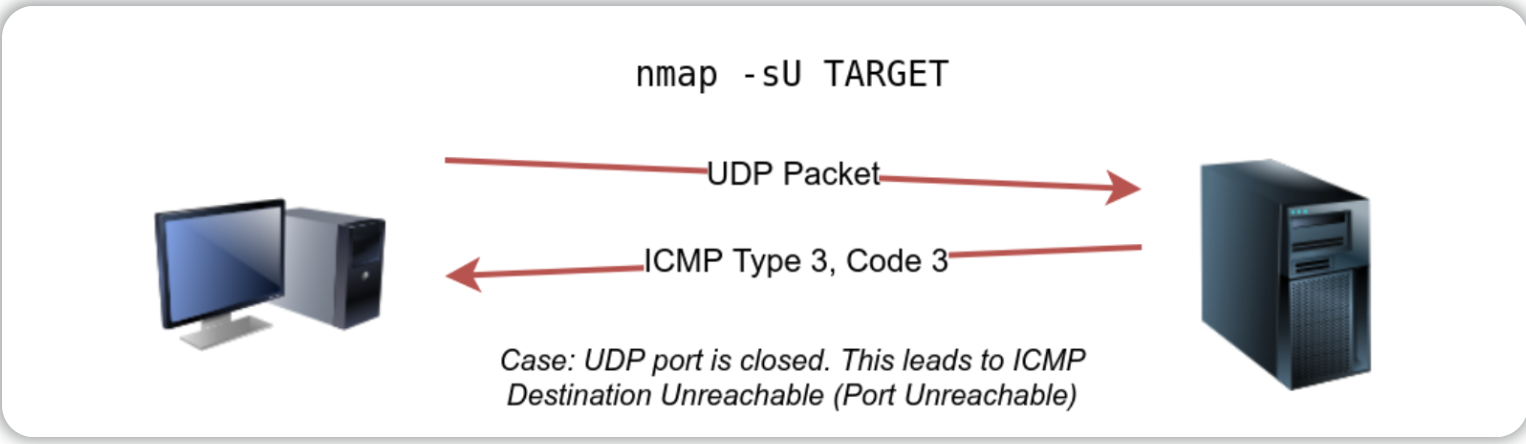 nmap -sU TARGET
UDP Packet
ICMP Type 3, Code 3
Case: UDP port is closed. This leads to ICMP
Destination Unreachable (Port Unreachable)